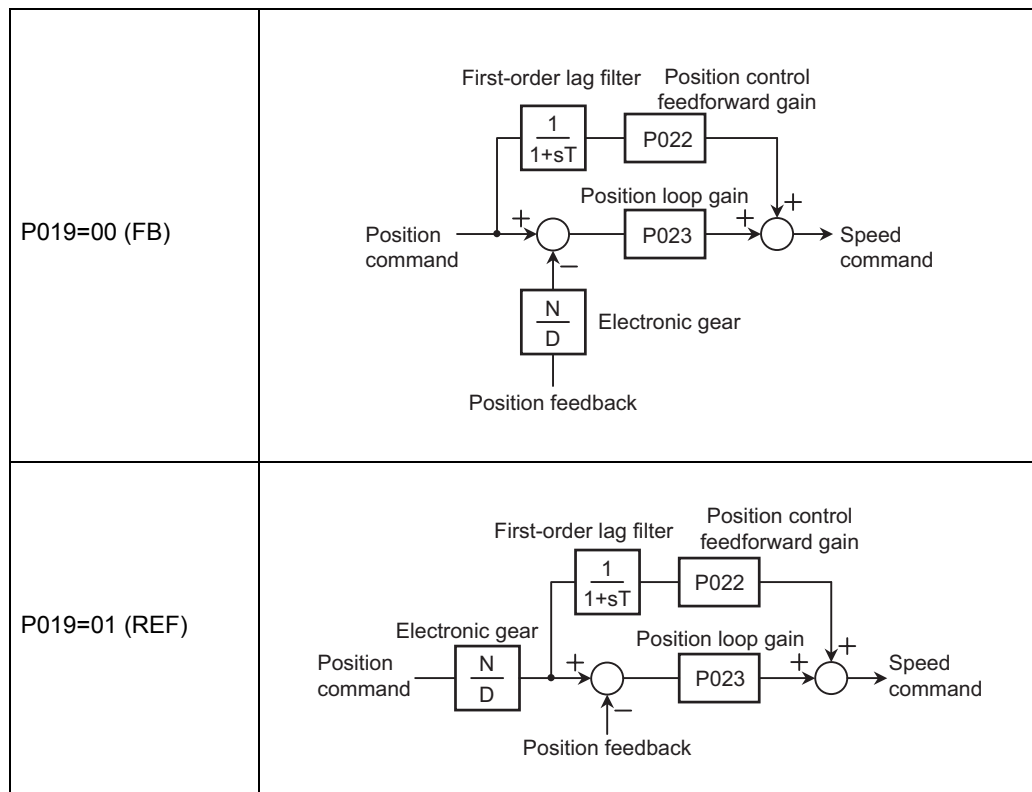 P019=00 (FB)
First-order lag filter
Position control
feedforward gain
1
1+sT
P022
Position loop gain
+
Position
command
+
P023
+
Speed
command
−
N
D
Electronic gear
Position feedback
P019=01 (REF)
Position control
feedforward gain
First-order lag filter
1
1+sT
P022
Electronic gear
Position loop gain
+
Position
command
N
D
+
P023
+
Speed
command
−
Position feedback